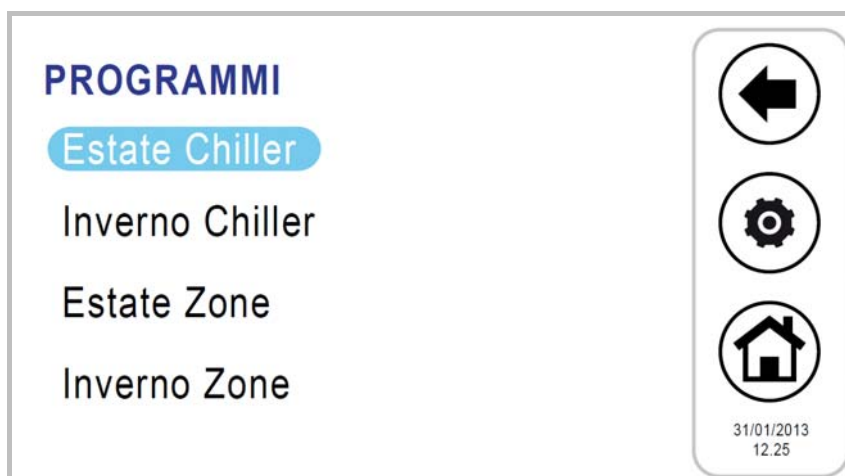 PROGRAMMI
Estate Chiller
Inverno Chiller
Estate Zone
Inverno Zone
31/01/2013
12.25